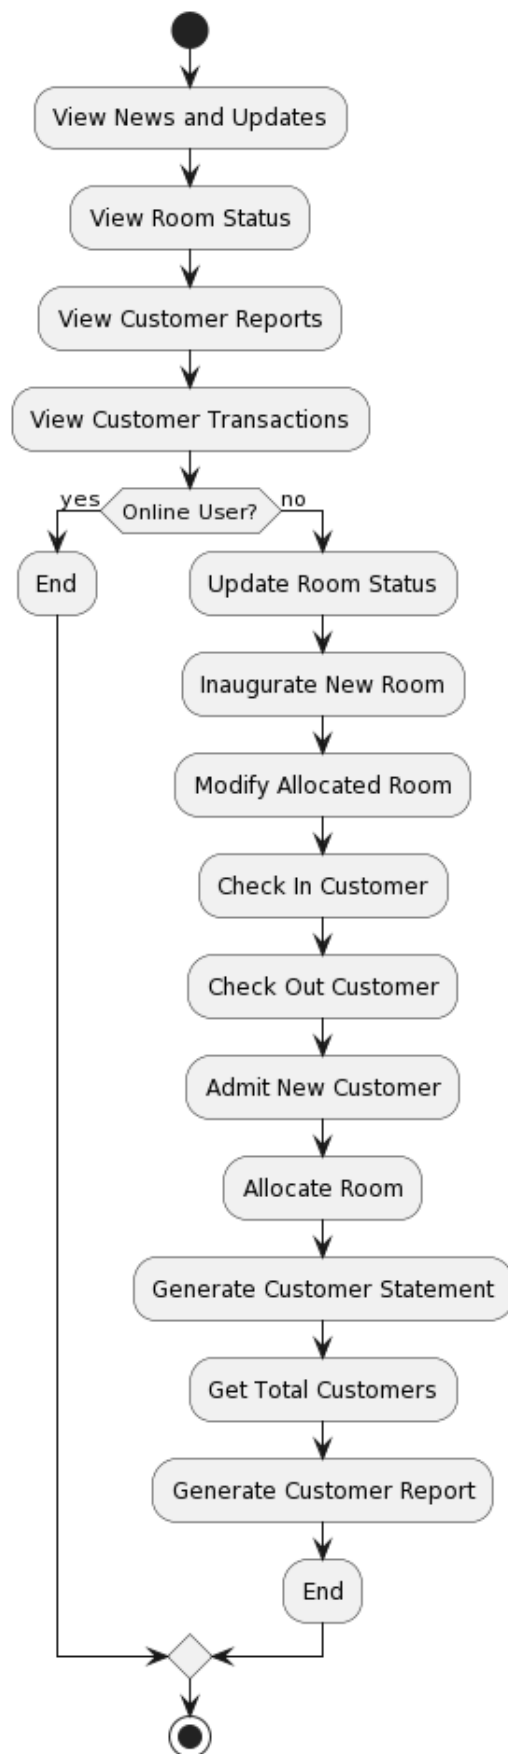 View News and Updates
View Room Status
View Customer Reports
View Customer Transactions
yes
Online User?
no
End
Update Room Status
Inaugurate New Room
Modify Allocated Room
Check In Customer
Check Out Customer
Admit New Customer
Allocate Room
Generate Customer Statement
Get Total Customers
Generate Customer Report
End